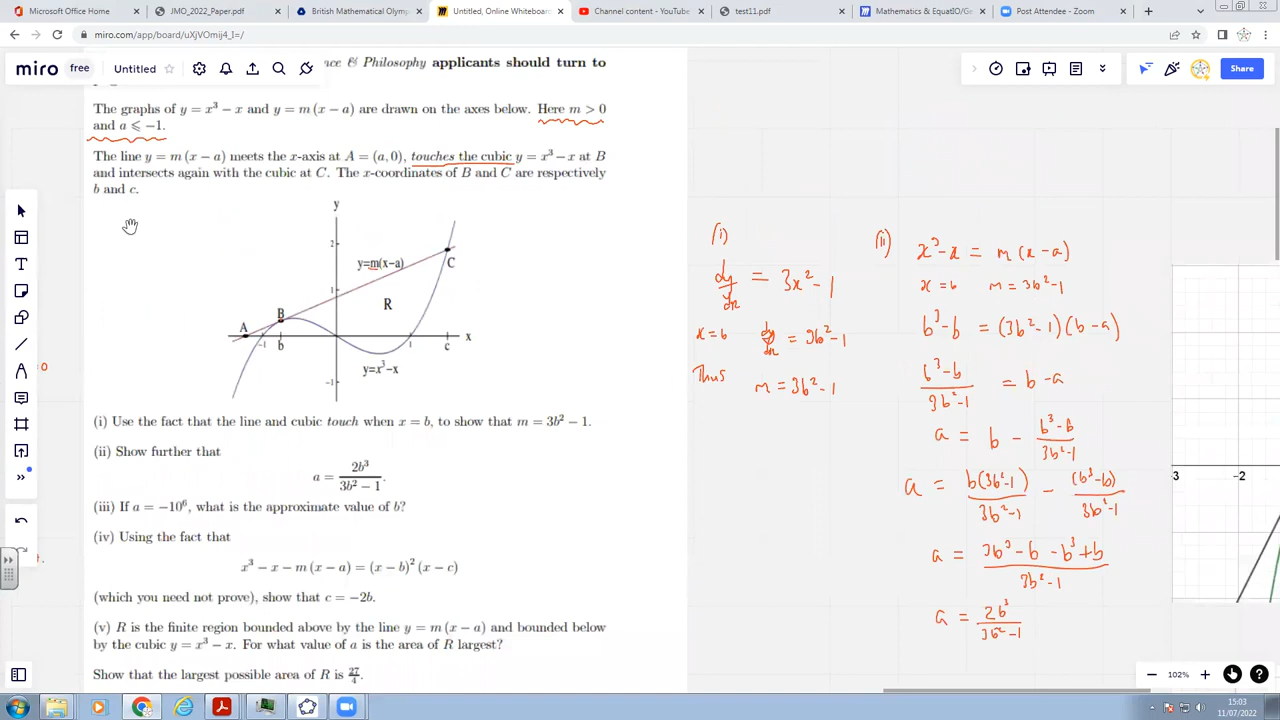 Microsoft Office Home
JMO_2022_Paper.pdf
British Mathematical Olymp
Untitled, Online Whiteboard
Channel content - YouTube
test11.pdf
Mathematics & EquatIO/Ge
Post Attendee - Zoom
miro.com/app/board/uXjVOmij4_I=/
miro free Untitled
Share
nce & Philosophy applicants should turn to
The graphs of y = x³ − x and y = m (x − a) are drawn on the axes below. Here m > 0
and a ⩽ −1.
The line y = m (x − a) meets the x-axis at A = (a, 0), touches the cubic y = x³ − x at B
and intersects again with the cubic at C. The x-coordinates of B and C are respectively
b and c.
y
2
y=m(x-a)
C
1
R
B
A
x
-1
b
1
c
y=x³-x
-1
(i) Use the fact that the line and cubic touch when x = b, to show that m = 3b² − 1.
(ii) Show further that
a = 2b³ / 3b² − 1 .
(iii) If a = −10⁶, what is the approximate value of b?
(iv) Using the fact that
x³ − x − m (x − a) = (x − b)² (x − c)
(which you need not prove), show that c = −2b.
(v) R is the finite region bounded above by the line y = m (x − a) and bounded below
by the cubic y = x³ − x. For what value of a is the area of R largest?
Show that the largest possible area of R is 27/4.
(i)
dy/dx = 3x² − 1
x = b dy/dx = 3b² − 1
Thus m = 3b² − 1
(ii)
x³ − x = m (x − a)
x = b m = 3b² − 1
b³ − b = (3b² − 1)(b − a)
b³ − b / 3b² − 1 = b − a
a = b − b³ − b / 3b² − 1
a = b(3b² − 1) / 3b² − 1 − (b³ − b) / 3b² − 1
a = 3b³ − b − b³ + b / 3b² − 1
a = 2b³ / 3b² − 1
3
-2
102%
15:03
11/07/2022